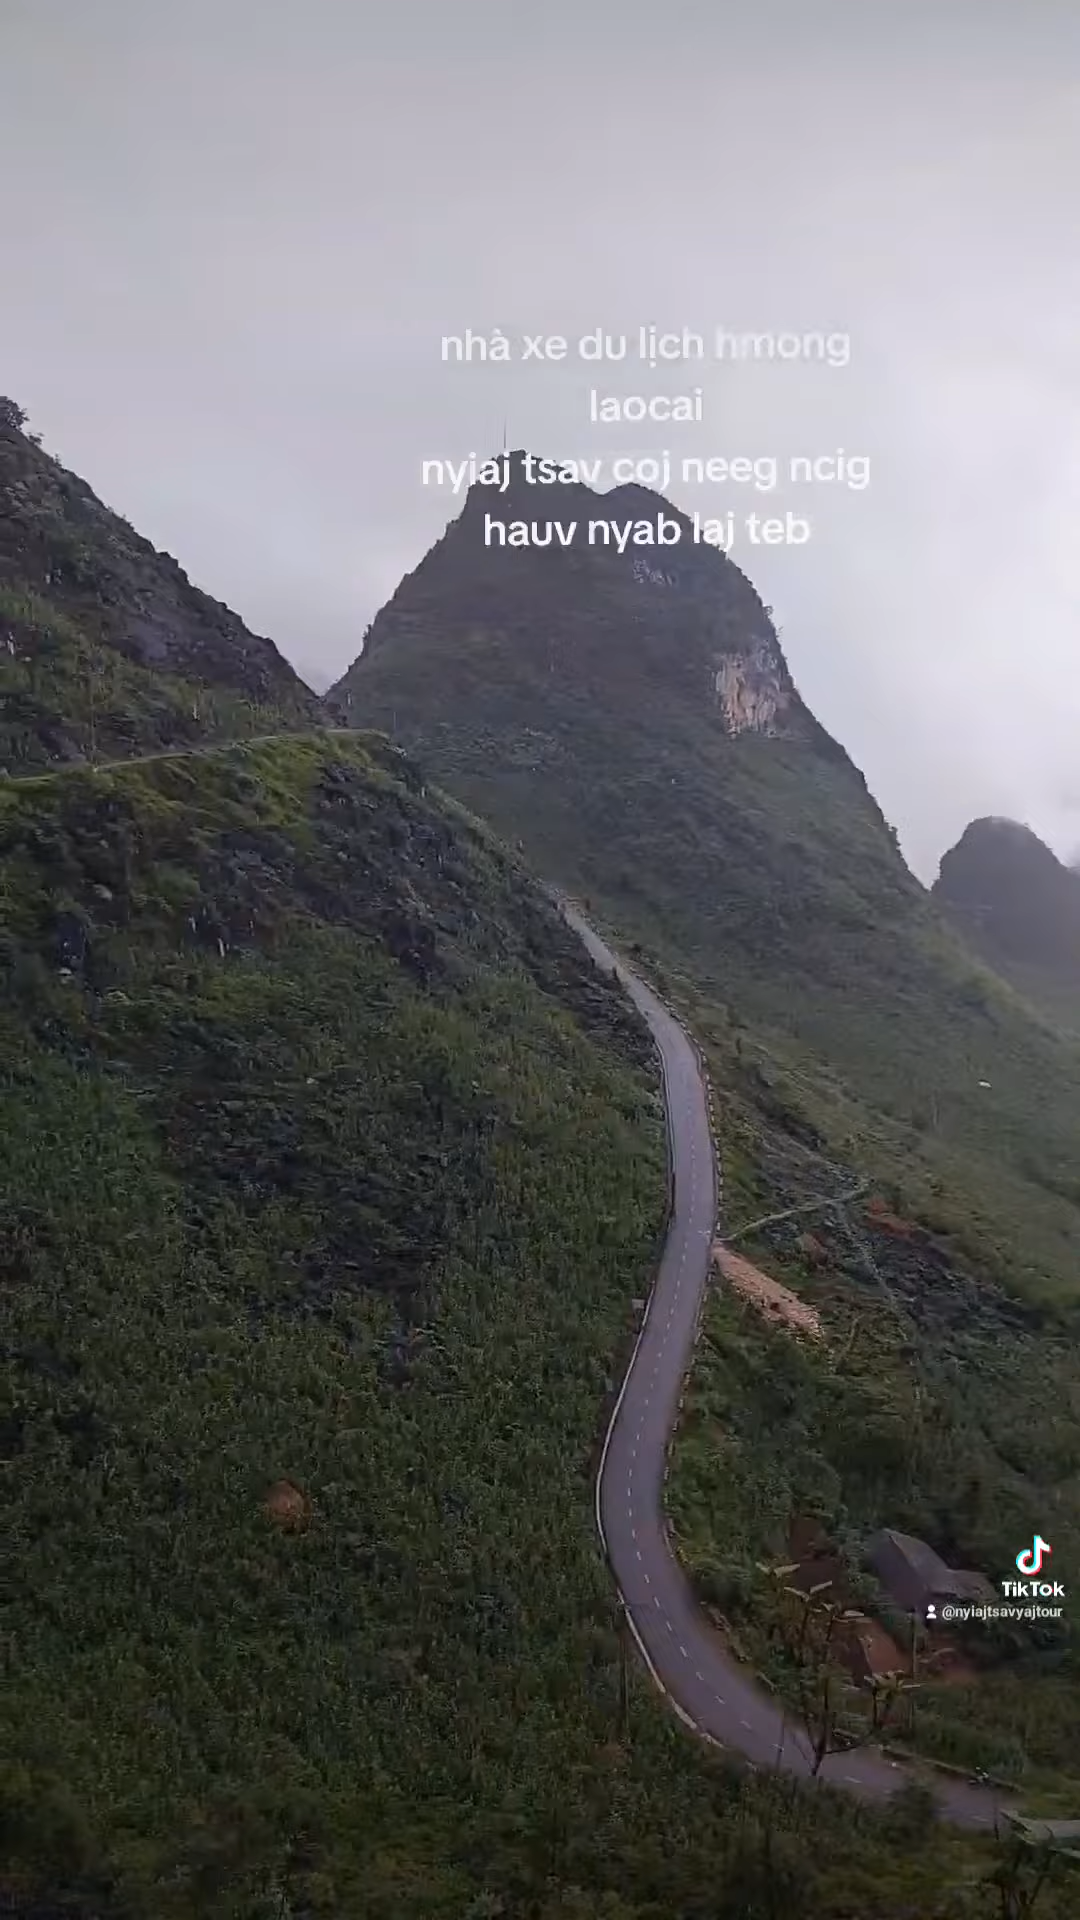 nhà xe du lịch hmong
laocai
nyiaj tsav coj neeg ncig
hauv nyab laj teb
TikTok
@nyiajtsavyajtour